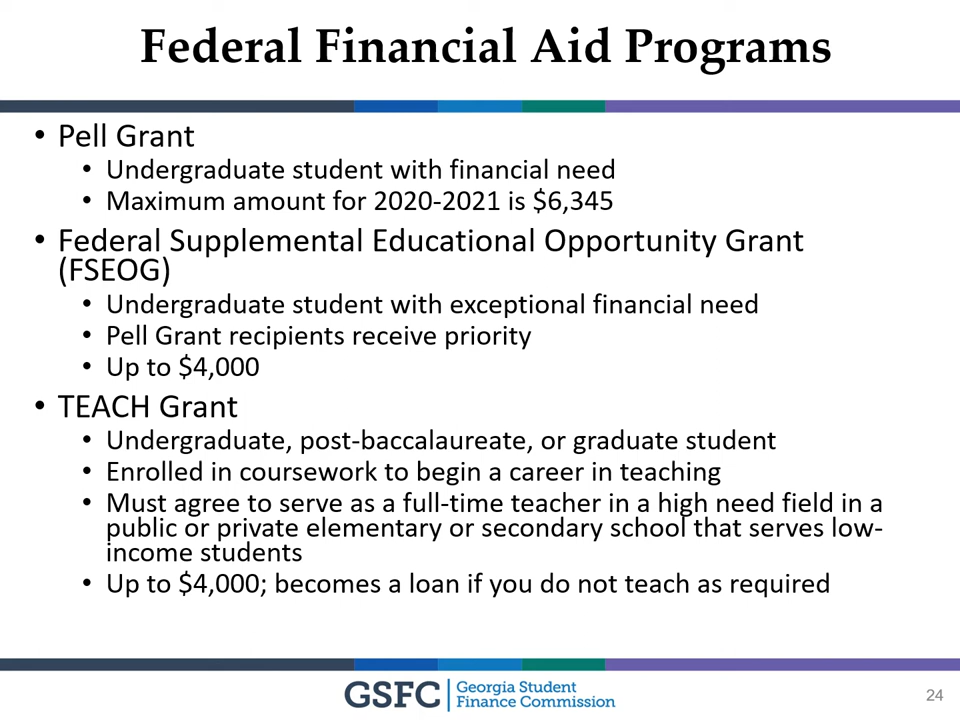 Federal Financial Aid Programs
• Pell Grant
• Undergraduate student with financial need
• Maximum amount for 2020-2021 is $6,345
• Federal Supplemental Educational Opportunity Grant
(FSEOG)
• Undergraduate student with exceptional financial need
• Pell Grant recipients receive priority
• Up to $4,000
• TEACH Grant
• Undergraduate, post-baccalaureate, or graduate student
• Enrolled in coursework to begin a career in teaching
• Must agree to serve as a full-time teacher in a high need field in a
public or private elementary or secondary school that serves low-
income students
• Up to $4,000; becomes a loan if you do not teach as required
GSFC
Georgia Student
Finance Commission
24